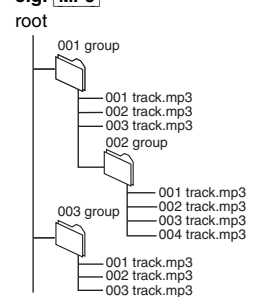 e.g. MP3
root
001 group
001 track.mp3
002 track.mp3
003 track.mp3
002 group
001 track.mp3
002 track.mp3
003 track.mp3
004 track.mp3
003 group
001 track.mp3
002 track.mp3
003 track.mp3